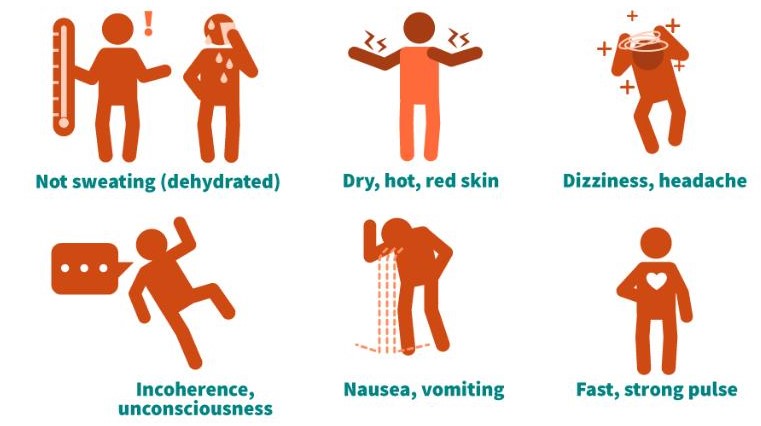 Not sweating (dehydrated)
Dry, hot, red skin
Dizziness, headache
Incoherence,
unconsciousness
Nausea, vomiting
Fast, strong pulse